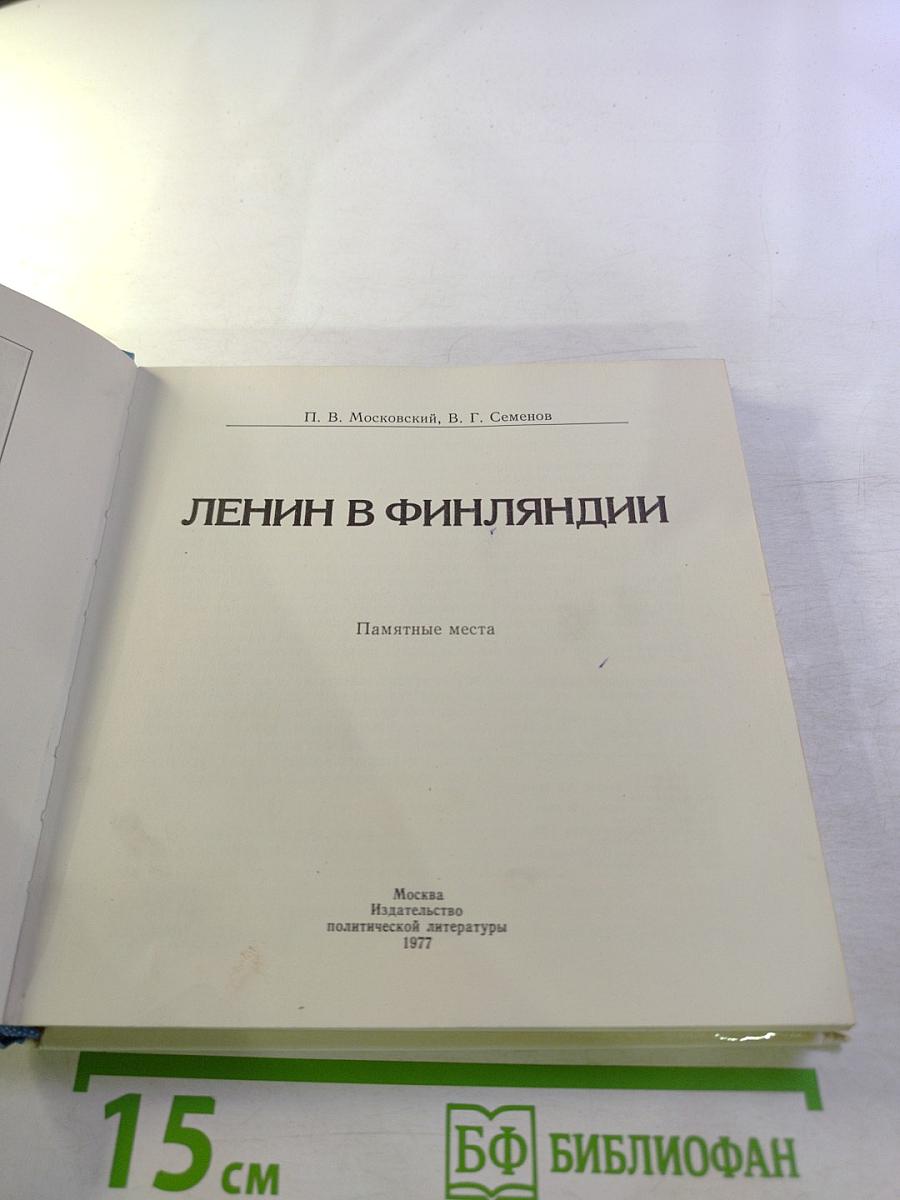 П. В. Московский, В. Г. Семенов
ЛЕНИН В ФИНЛЯНДИИ
Памятные места
Москва
Издательство
политической литературы
1977
15 см
БФ БИБЛИОФАН